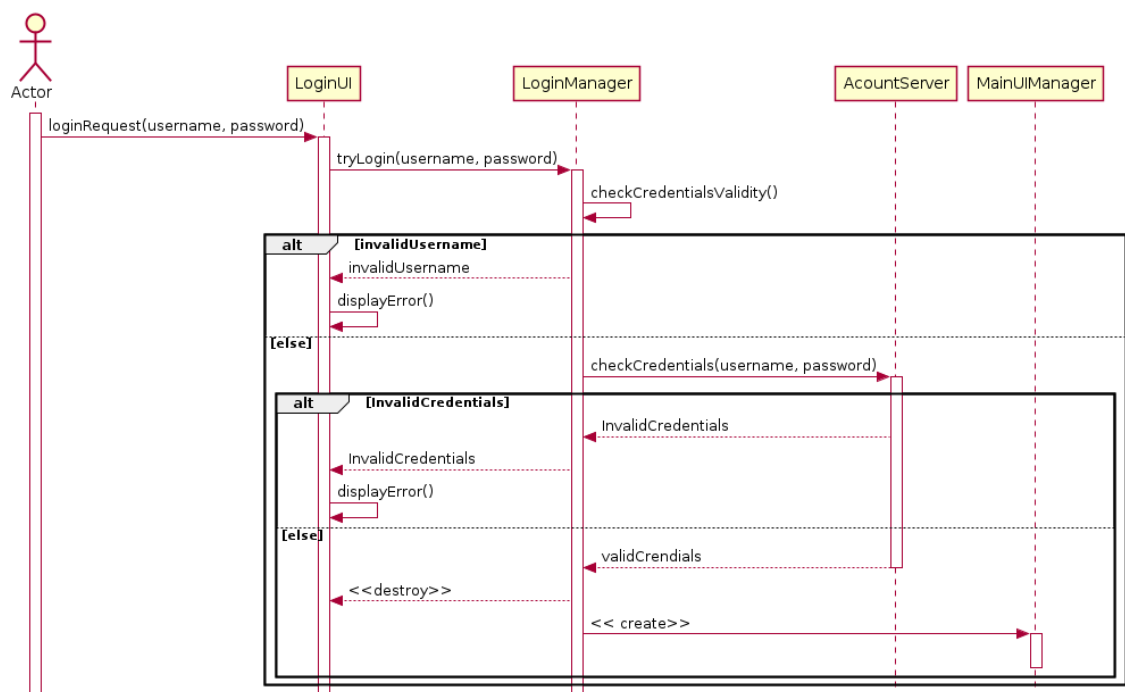 Actor
LoginUI
LoginManager
AcountServer
MainUIManager
loginRequest(username, password)
tryLogin(username, password)
checkCredentialsValidity()
alt
[invalidUsername]
invalidUsername
displayError()
[else]
checkCredentials(username, password)
alt
[InvalidCredentials]
InvalidCredentials
InvalidCredentials
displayError()
[else]
validCrendials
<<destroy>>
<< create>>